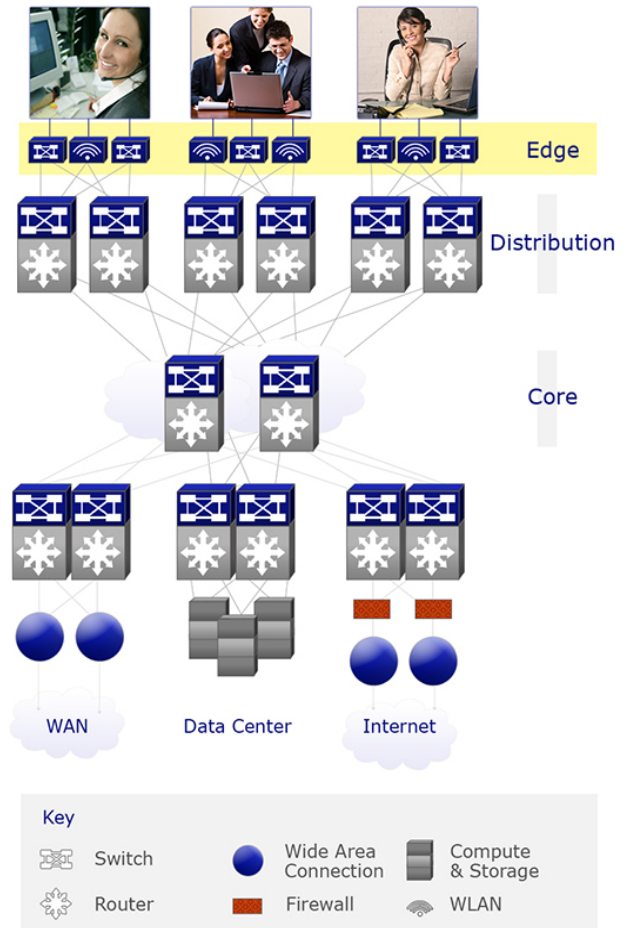 Edge
Distribution
Core
WAN
Data Center
Internet
Key
Switch
Wide Area
Connection
Compute
& Storage
Router
Firewall
WLAN